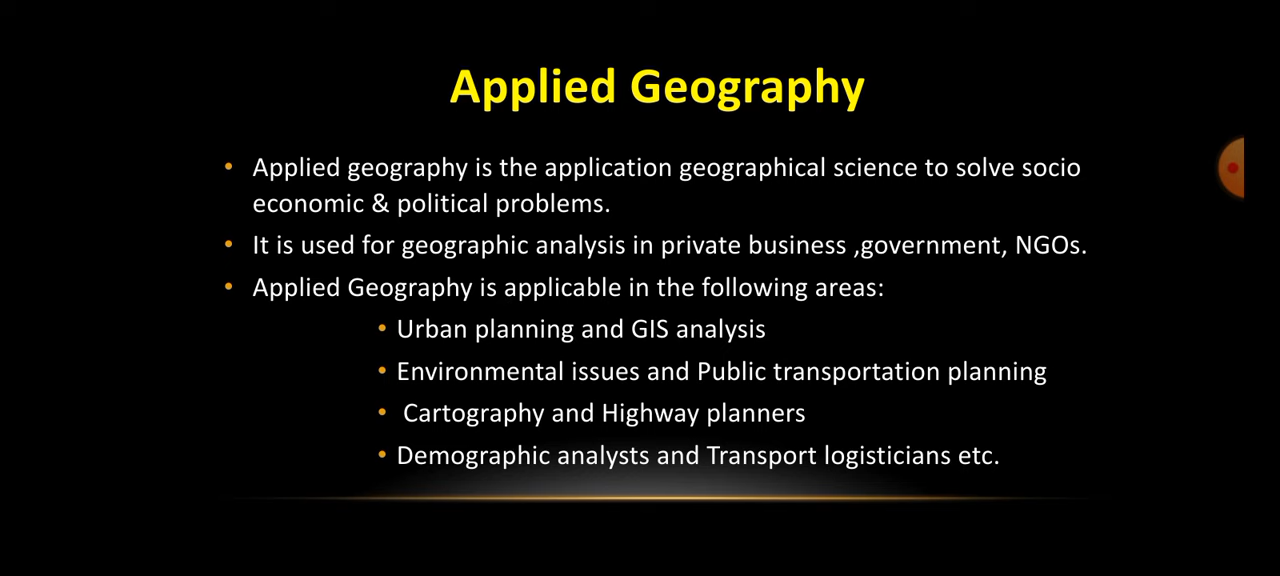 Applied Geography
• Applied geography is the application geographical science to solve socio
economic & political problems.
• It is used for geographic analysis in private business ,government, NGOs.
• Applied Geography is applicable in the following areas:
• Urban planning and GIS analysis
• Environmental issues and Public transportation planning
• Cartography and Highway planners
• Demographic analysts and Transport logisticians etc.